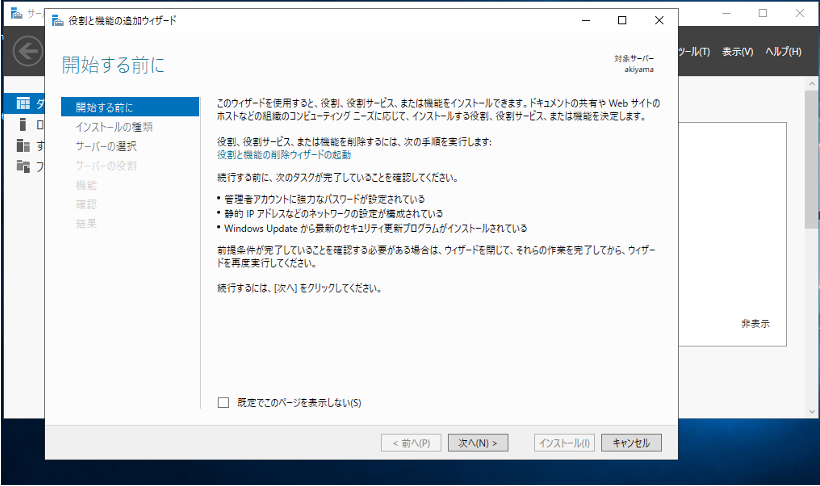 役割と機能の追加ウィザード
ツール(T) 表示(V) ヘルプ(H)
開始する前に
対象サーバー
akiyama
開始する前に
インストールの種類
サーバーの選択
サーバーの役割
機能
確認
結果
このウィザードを使用すると、役割、役割サービス、または機能をインストールできます。ドキュメントの共有や Web サイトの
ホストなどの組織のコンピューティング ニーズに応じて、インストールする役割、役割サービス、または機能を決定します。
役割、役割サービス、または機能を削除するには、次の手順を実行します:
役割と機能の削除ウィザードの起動
続行する前に、次のタスクが完了していることを確認してください。
• 管理者アカウントに強力なパスワードが設定されている
• 静的 IP アドレスなどのネットワークの設定が構成されている
• Windows Update から最新のセキュリティ更新プログラムがインストールされている
前提条件が完了していることを確認する必要がある場合は、ウィザードを閉じて、それらの作業を完了してから、ウィザー
ドを再度実行してください。
続行するには、[次へ] をクリックしてください。
非表示
既定でこのページを表示しない(S)
< 前へ(P) 次へ(N) > インストール(I) キャンセル